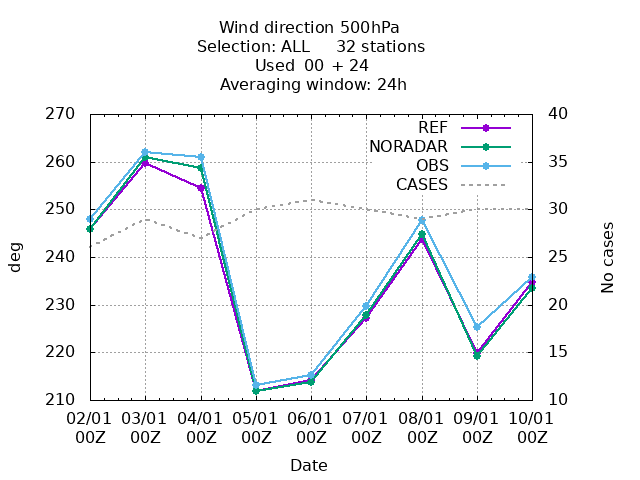 Wind direction 500hPa
Selection: ALL 32 stations
Used 00 + 24
Averaging window: 24h
270 40
REF
NORADAR
260 35
OBS
CASES
250 30
240 25
230 20
220 15
210 10
deg
No cases
02/01 03/01 04/01 05/01 06/01 07/01 08/01 09/01 10/01
00Z 00Z 00Z 00Z 00Z 00Z 00Z 00Z 00Z
Date